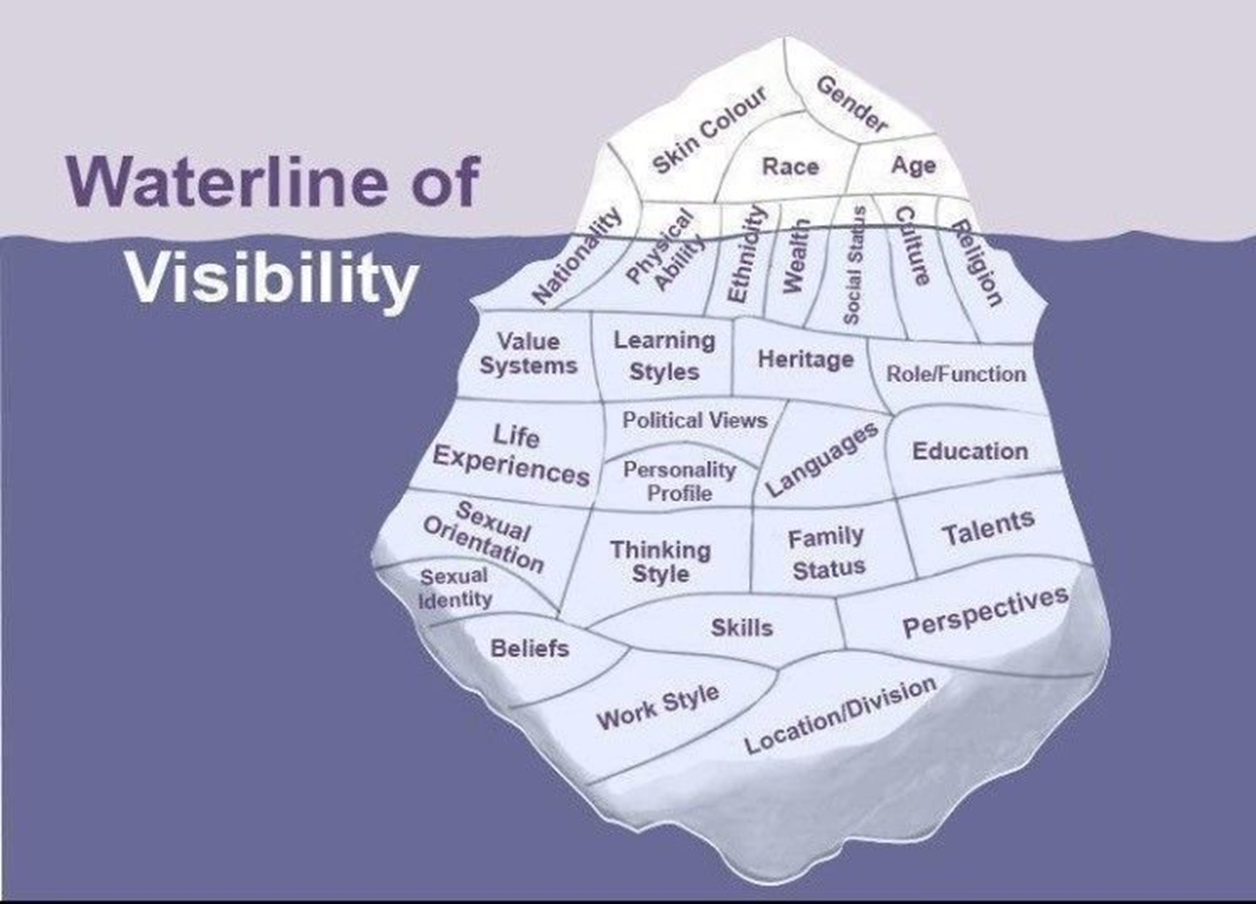 Waterline of
Visibility
Skin Colour
Gender
Race
Age
Nationality
Physical
Ability
Ethnicity
Wealth
Social Status
Culture
Religion
Value
Systems
Learning
Styles
Heritage
Role/Function
Life
Experiences
Political Views
Personality
Profile
Languages
Education
Sexual
Orientation
Sexual
Identity
Thinking
Style
Family
Status
Talents
Beliefs
Skills
Perspectives
Work Style
Location/Division